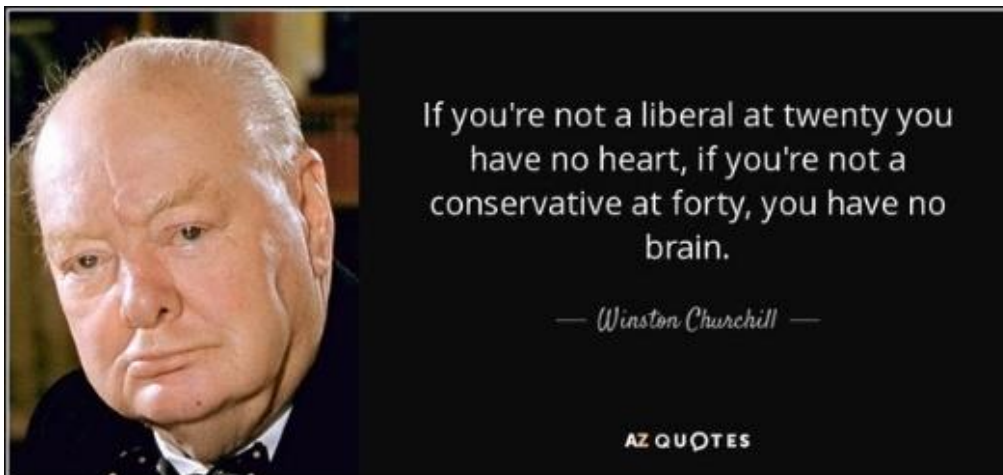 If you're not a liberal at twenty you
have no heart, if you're not a
conservative at forty, you have no
brain.
— Winston Churchill —
AZ QUOTES